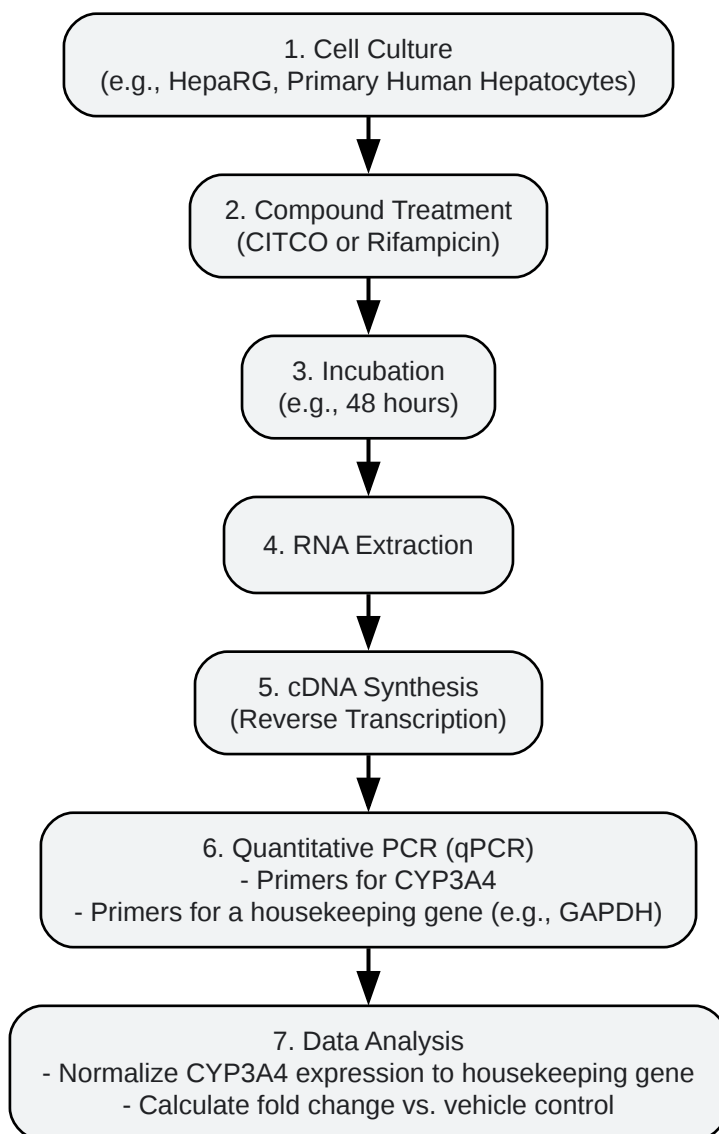 1. Cell Culture
(e.g., HepaRG, Primary Human Hepatocytes)
2. Compound Treatment
(CITCO or Rifampicin)
3. Incubation
(e.g., 48 hours)
4. RNA Extraction
5. cDNA Synthesis
(Reverse Transcription)
6. Quantitative PCR (qPCR)
- Primers for CYP3A4
- Primers for a housekeeping gene (e.g., GAPDH)
7. Data Analysis
- Normalize CYP3A4 expression to housekeeping gene
- Calculate fold change vs. vehicle control